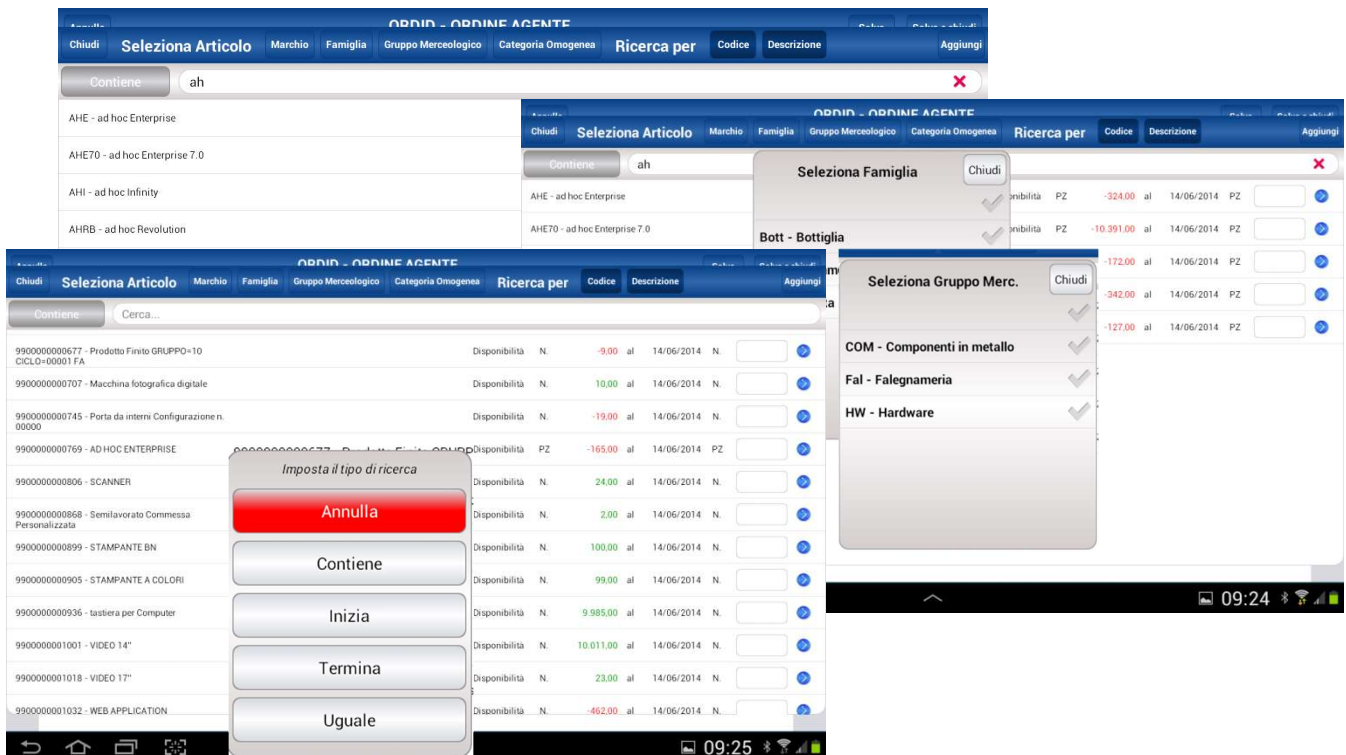 Annulla ORDID - ORDINE AGENTE Salva Salva e chiudi
Chiudi Seleziona Articolo Marchio Famiglia Gruppo Merceologico Categoria Omogenea Ricerca per Codice Descrizione Aggiungi
Contiene ah
AHE - ad hoc Enterprise
AHE70 - ad hoc Enterprise 7.0
AHI - ad hoc Infinity
AHRB - ad hoc Revolution
Annulla ORDID - ORDINE AGENTE Salva Salva e chiudi
Chiudi Seleziona Articolo Marchio Famiglia Gruppo Merceologico Categoria Omogenea Ricerca per Codice Descrizione Aggiungi
Contiene ah
AHE - ad hoc Enterprise nibilità PZ -324,00 al 14/06/2014 PZ
AHE70 - ad hoc Enterprise 7.0 nibilità PZ -10.391,00 al 14/06/2014 PZ
-172,00 al 14/06/2014 PZ
-342,00 al 14/06/2014 PZ
-127,00 al 14/06/2014 PZ
Seleziona Famiglia Chiudi
Bott - Bottiglia
Seleziona Gruppo Merc. Chiudi
COM - Componenti in metallo
Fal - Falegnameria
HW - Hardware
09:24
Annulla ORDID - ORDINE AGENTE Salva Salva e chiudi
Chiudi Seleziona Articolo Marchio Famiglia Gruppo Merceologico Categoria Omogenea Ricerca per Codice Descrizione Aggiungi
Contiene Cerca...
9900000000677 - Prodotto Finito GRUPPO=10 Disponibilità N. -9,00 al 14/06/2014 N.
CICLO=00001 FA
9900000000707 - Macchina fotografica digitale Disponibilità N. 10,00 al 14/06/2014 N.
9900000000745 - Porta da interni Configurazione n. Disponibilità N. -19,00 al 14/06/2014 N.
00000
9900000000769 - AD HOC ENTERPRISE Disponibilità PZ -165,00 al 14/06/2014 PZ
9900000000806 - SCANNER Disponibilità N. 24,00 al 14/06/2014 N.
9900000000868 - Semilavorato Commessa Disponibilità N. 2,00 al 14/06/2014 N.
Personalizzata
9900000000899 - STAMPANTE BN Disponibilità N. 100,00 al 14/06/2014 N.
9900000000905 - STAMPANTE A COLORI Disponibilità N. 99,00 al 14/06/2014 N.
9900000000936 - tastiera per Computer Disponibilità N. 9.985,00 al 14/06/2014 N.
9900000001001 - VIDEO 14" Disponibilità N. 10.011,00 al 14/06/2014 N.
9900000001018 - VIDEO 17" Disponibilità N. 23,00 al 14/06/2014 N.
9900000001032 - WEB APPLICATION Disponibilità N. -462,00 al 14/06/2014 N.
Imposta il tipo di ricerca
Annulla
Contiene
Inizia
Termina
Uguale
09:25